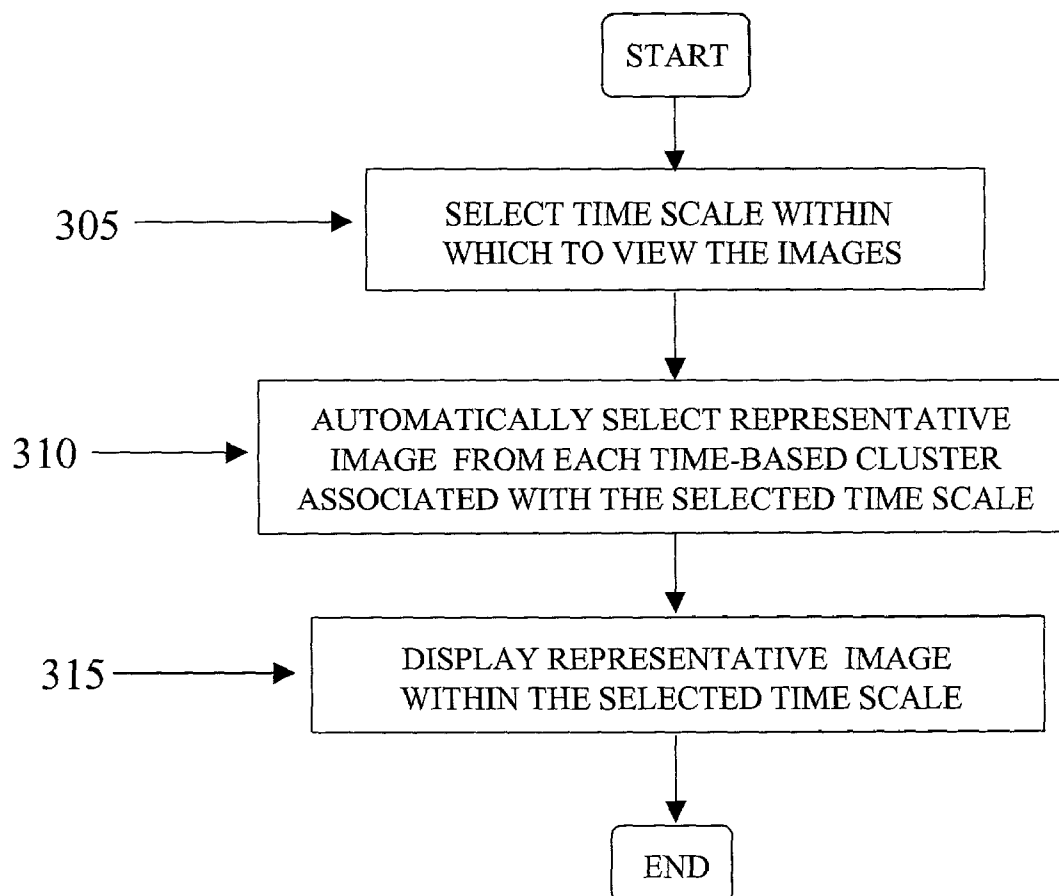 START
305
SELECT TIME SCALE WITHIN
WHICH TO VIEW THE IMAGES
310
AUTOMATICALLY SELECT REPRESENTATIVE
IMAGE FROM EACH TIME-BASED CLUSTER
ASSOCIATED WITH THE SELECTED TIME SCALE
315
DISPLAY REPRESENTATIVE IMAGE
WITHIN THE SELECTED TIME SCALE
END